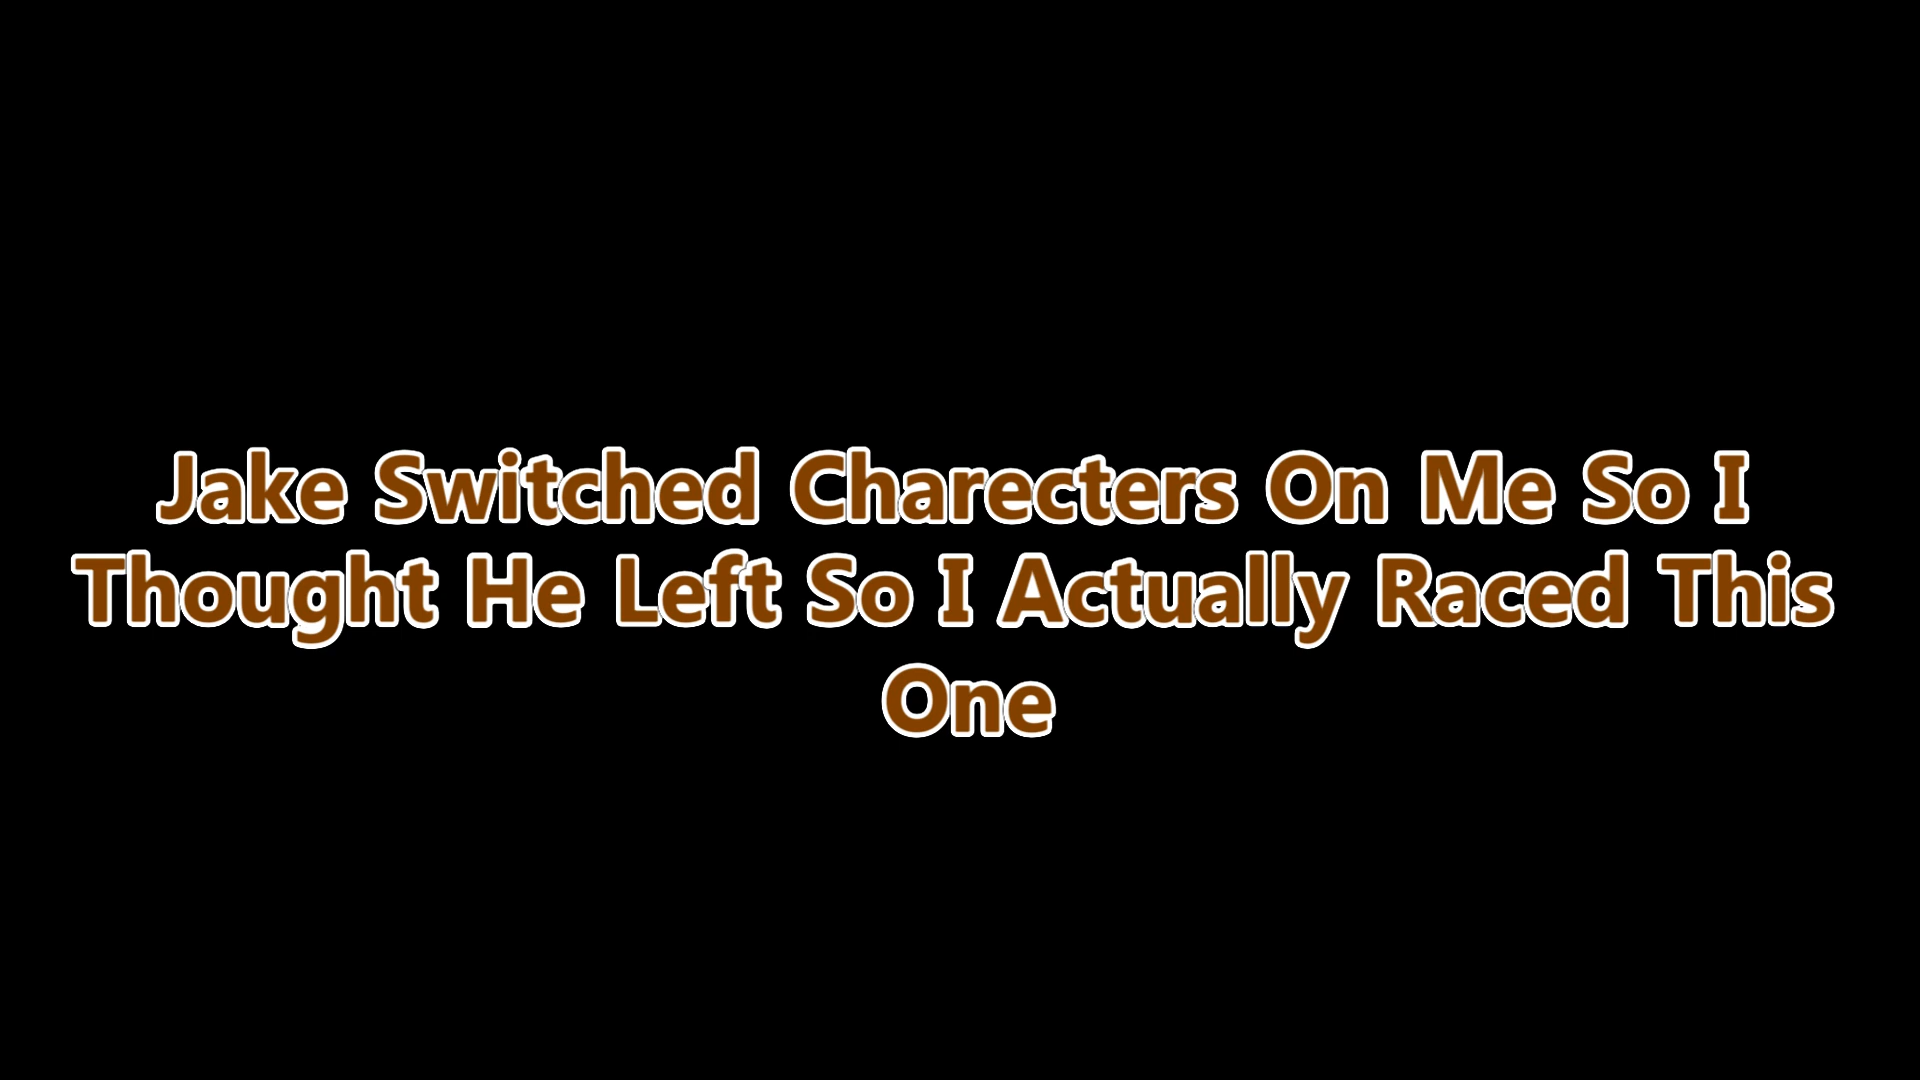 Jake Switched Charecters On Me So I
Thought He Left So I Actually Raced This
One